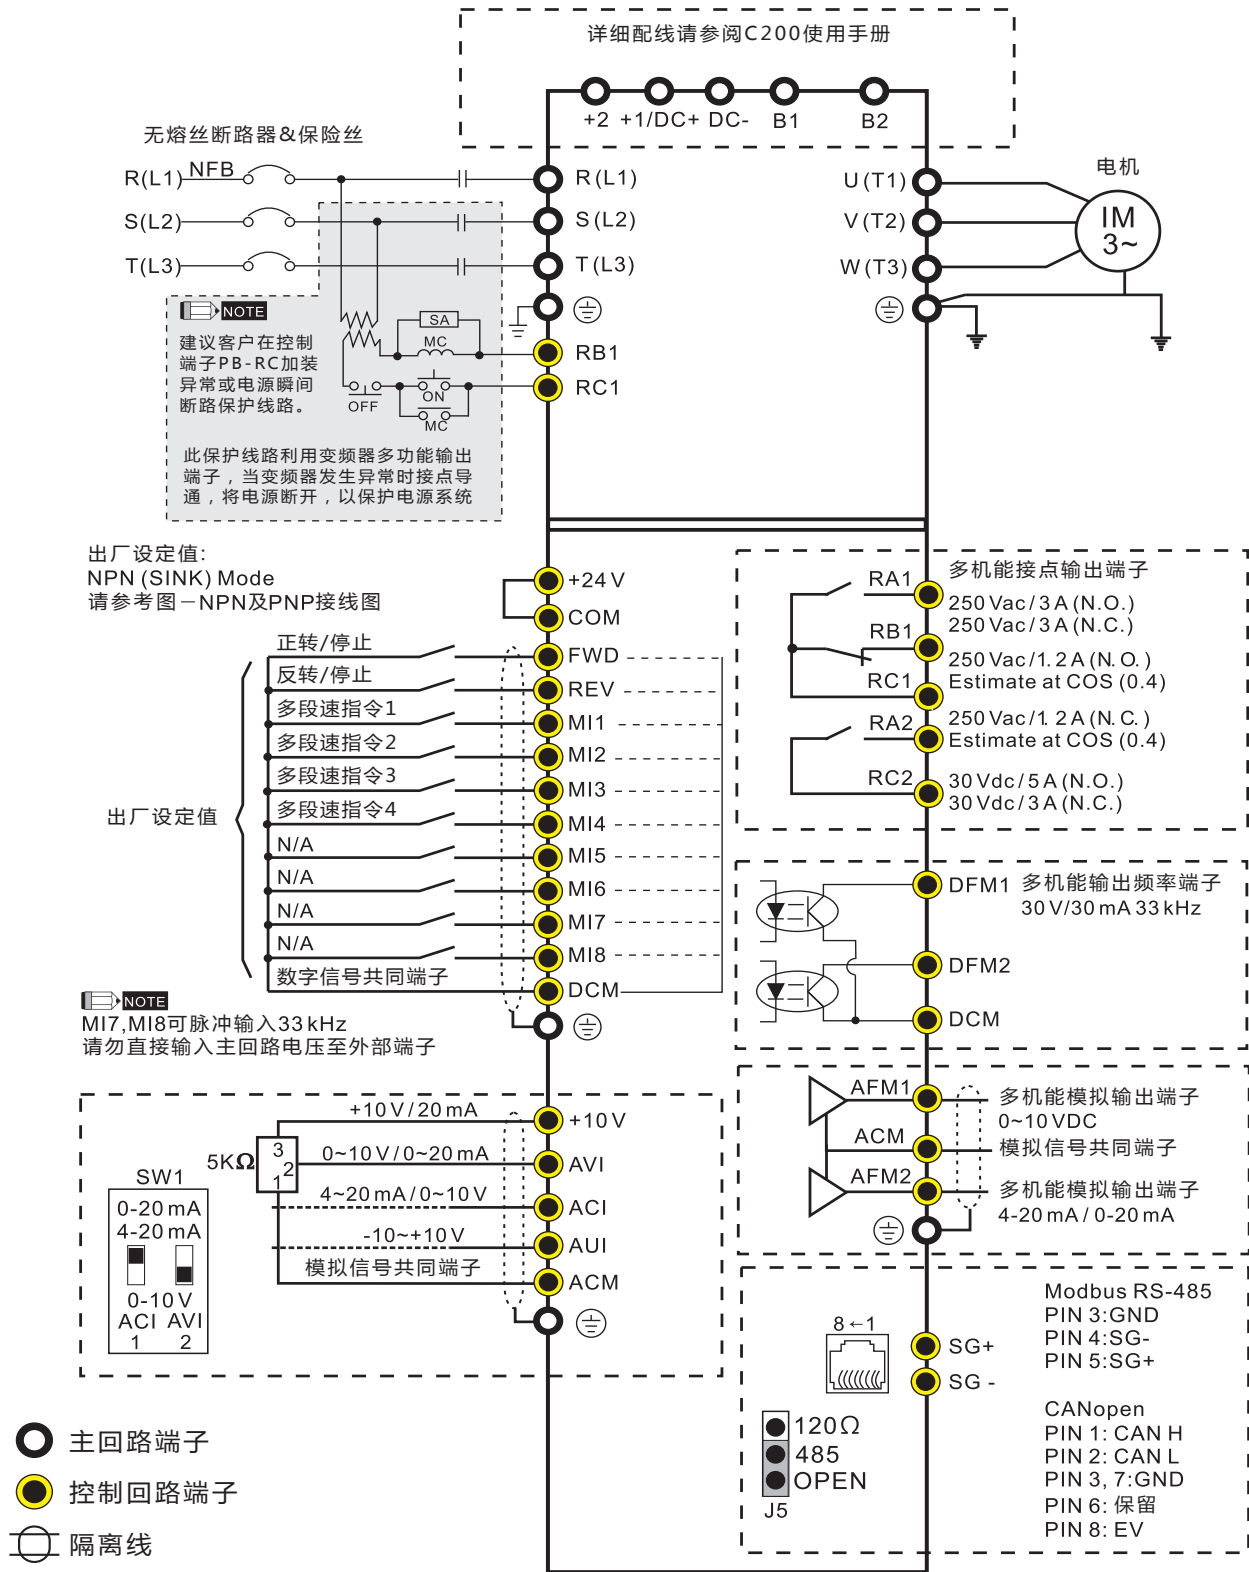 详细配线请参阅C200使用手册
+2 +1/DC+ DC- B1 B2
无熔丝断路器&保险丝
R(L1) NFB
S(L2)
T(L3)
R(L1)
S(L2)
T(L3)
RB1
RC1
U(T1)
V(T2)
W(T3)
电机
IM
3~
NOTE
建议客户在控制
端子PB-RC加装
异常或电源瞬间
断路保护线路。
SA
MC
OFF
ON
MC
此保护线路利用变频器多功能输出
端子，当变频器发生异常时接点导
通，将电源断开，以保护电源系统
出厂设定值:
NPN (SINK) Mode
请参考图－NPN及PNP接线图
+24V
COM
正转/停止 FWD
反转/停止 REV
多段速指令1 MI1
多段速指令2 MI2
多段速指令3 MI3
多段速指令4 MI4
N/A MI5
N/A MI6
N/A MI7
N/A MI8
数字信号共同端子 DCM
出厂设定值
NOTE
MI7,MI8可脉冲输入33kHz
请勿直接输入主回路电压至外部端子
RA1
RB1
RC1
RA2
RC2
多机能接点输出端子
250Vac/3A(N.O.)
250Vac/3A(N.C.)
250Vac/1.2A(N.O.)
Estimate at COS (0.4)
250Vac/1.2A(N.C.)
Estimate at COS (0.4)
30Vdc/5A(N.O.)
30Vdc/3A(N.C.)
DFM1 多机能输出频率端子
30V/30mA 33kHz
DFM2
DCM
AFM1 多机能模拟输出端子
0~10VDC
ACM 模拟信号共同端子
AFM2 多机能模拟输出端子
4-20mA/0-20mA
+10V/20mA +10V
5KΩ
3
2
1
0~10V/0~20mA AVI
4~20mA/0~10V ACI
-10~+10V AUI
模拟信号共同端子 ACM
SW1
0-20mA
4-20mA
0-10V
ACI AVI
1 2
8←1
SG+
SG -
Modbus RS-485
PIN 3:GND
PIN 4:SG-
PIN 5:SG+
CANopen
PIN 1: CAN H
PIN 2: CAN L
PIN 3, 7:GND
PIN 6: 保留
PIN 8: EV
120Ω
485
OPEN
J5
主回路端子
控制回路端子
隔离线